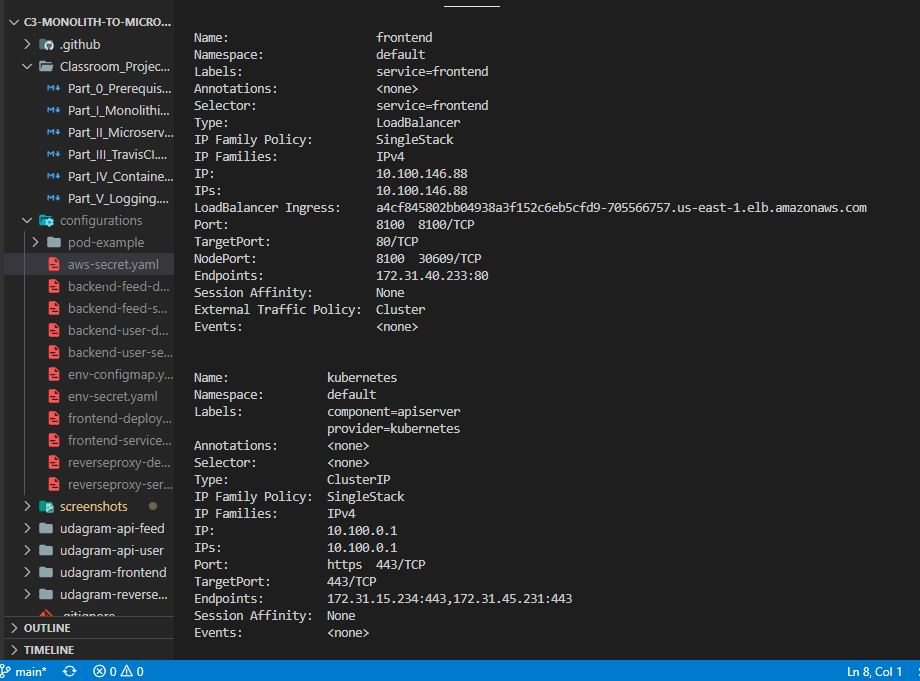 C3-MONOLITH-TO-MICRO...
.github
Classroom_Projec...
Part_0_Prerequis...
Part_I_Monolithi...
Part_II_Microserv...
Part_III_TravisCI....
Part_IV_Containe...
Part_V_Logging....
configurations
pod-example
aws-secret.yaml
backend-feed-d...
backend-feed-s...
backend-user-d...
backend-user-se...
env-configmap.y...
env-secret.yaml
frontend-deploy...
frontend-service...
reverseproxy-de...
reverseproxy-ser...
screenshots
udagram-api-feed
udagram-api-user
udagram-frontend
udagram-reverse...
.gitignore
OUTLINE
TIMELINE
Name: frontend
Namespace: default
Labels: service=frontend
Annotations: <none>
Selector: service=frontend
Type: LoadBalancer
IP Family Policy: SingleStack
IP Families: IPv4
IP: 10.100.146.88
IPs: 10.100.146.88
LoadBalancer Ingress: a4cf845802bb04938a3f152c6eb5cfd9-705566757.us-east-1.elb.amazonaws.com
Port: 8100 8100/TCP
TargetPort: 80/TCP
NodePort: 8100 30609/TCP
Endpoints: 172.31.40.233:80
Session Affinity: None
External Traffic Policy: Cluster
Events: <none>
Name: kubernetes
Namespace: default
Labels: component=apiserver
provider=kubernetes
Annotations: <none>
Selector: <none>
Type: ClusterIP
IP Family Policy: SingleStack
IP Families: IPv4
IP: 10.100.0.1
IPs: 10.100.0.1
Port: https 443/TCP
TargetPort: 443/TCP
Endpoints: 172.31.15.234:443,172.31.45.231:443
Session Affinity: None
Events: <none>
main* 0 0 Ln 8, Col 1